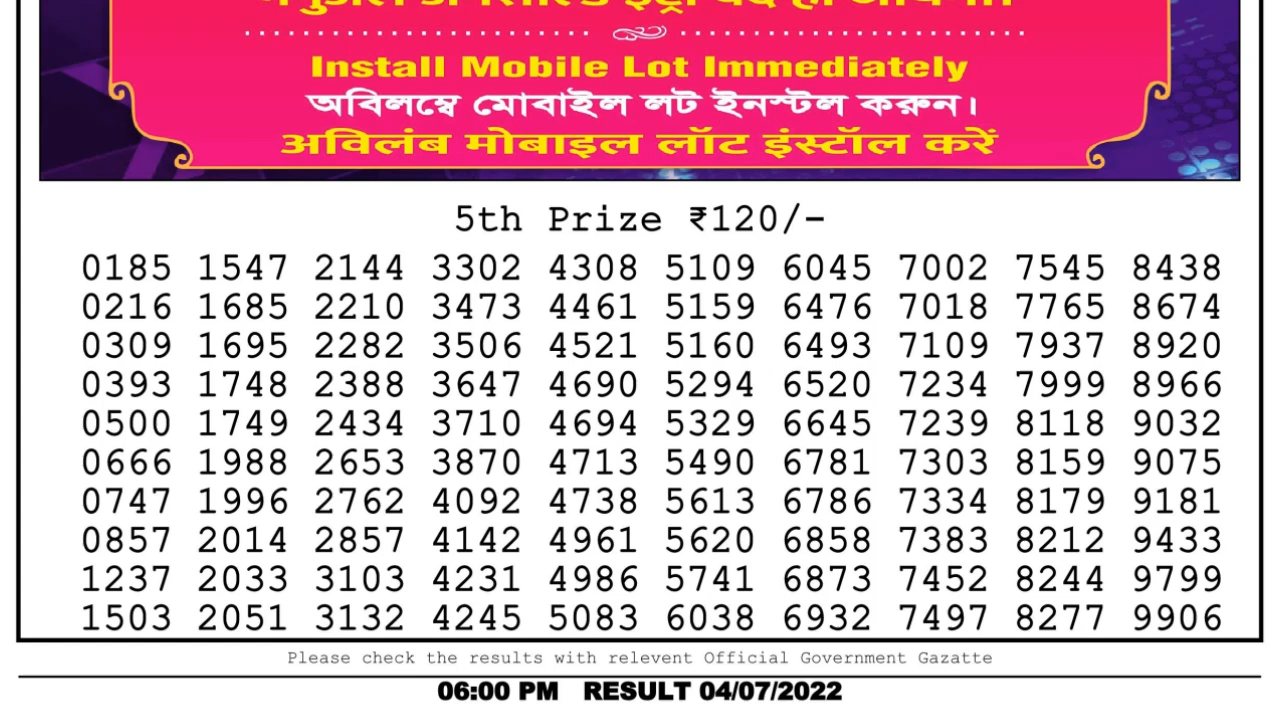 Install Mobile Lot Immediately
অবিলম্বে মোবাইল লট ইনস্টল করুন।
अविलंब मोबाइल लॉट इंस्टॉल करें
5th Prize ₹120/-
0185 1547 2144 3302 4308 5109 6045 7002 7545 8438
0216 1685 2210 3473 4461 5159 6476 7018 7765 8674
0309 1695 2282 3506 4521 5160 6493 7109 7937 8920
0393 1748 2388 3647 4690 5294 6520 7234 7999 8966
0500 1749 2434 3710 4694 5329 6645 7239 8118 9032
0666 1988 2653 3870 4713 5490 6781 7303 8159 9075
0747 1996 2762 4092 4738 5613 6786 7334 8179 9181
0857 2014 2857 4142 4961 5620 6858 7383 8212 9433
1237 2033 3103 4231 4986 5741 6873 7452 8244 9799
1503 2051 3132 4245 5083 6038 6932 7497 8277 9906
Please check the results with relevent Official Government Gazatte
06:00 PM RESULT 04/07/2022